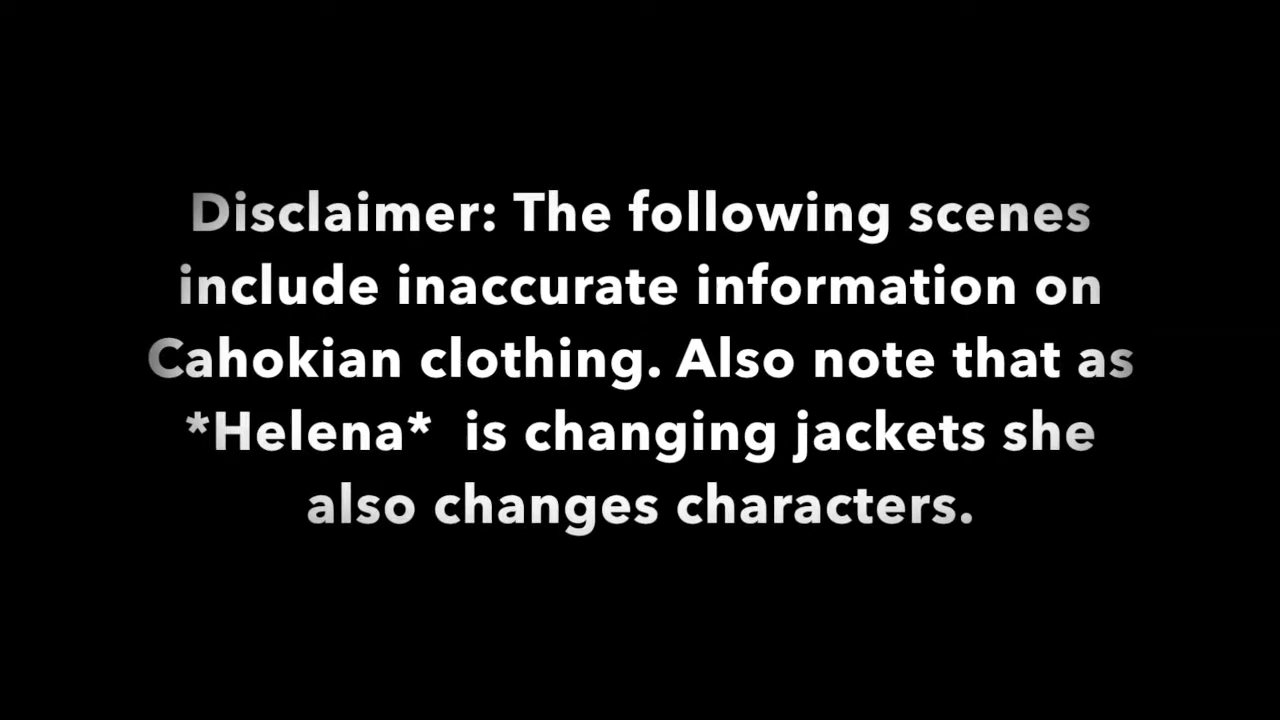 Disclaimer: The following scenes
include inaccurate information on
Cahokian clothing. Also note that as
*Helena*  is changing jackets she
also changes characters.